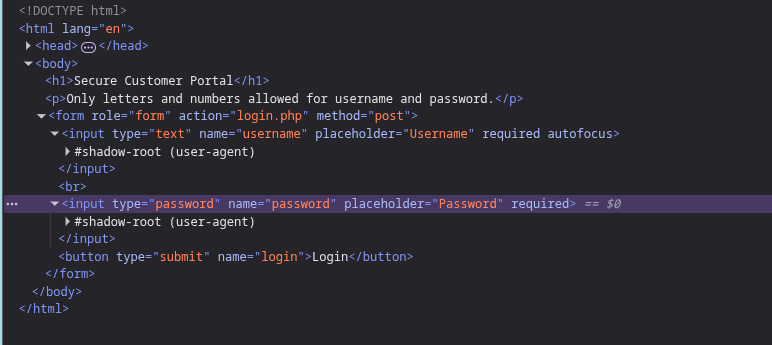 <!DOCTYPE html>
<html lang="en">
<head> ⋯ </head>
<body>
<h1>Secure Customer Portal</h1>
<p>Only letters and numbers allowed for username and password.</p>
<form role="form" action="login.php" method="post">
<input type="text" name="username" placeholder="Username" required autofocus>
#shadow-root (user-agent)
</input>
<br>
<input type="password" name="password" placeholder="Password" required> == $0
#shadow-root (user-agent)
</input>
<button type="submit" name="login">Login</button>
</form>
</body>
</html>